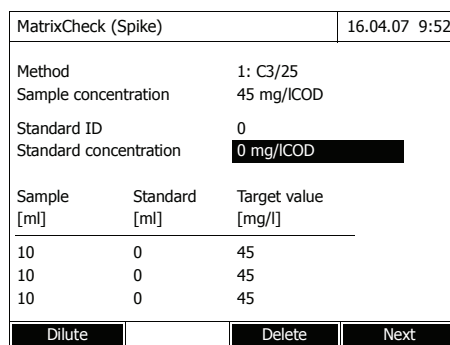 MatrixCheck (Spike) 16.04.07 9:52
Method 1: C3/25
Sample concentration 45 mg/lCOD
Standard ID 0
Standard concentration 0 mg/lCOD
Sample Standard Target value
[ml] [ml] [mg/l]
10 0 45
10 0 45
10 0 45
Dilute Delete Next